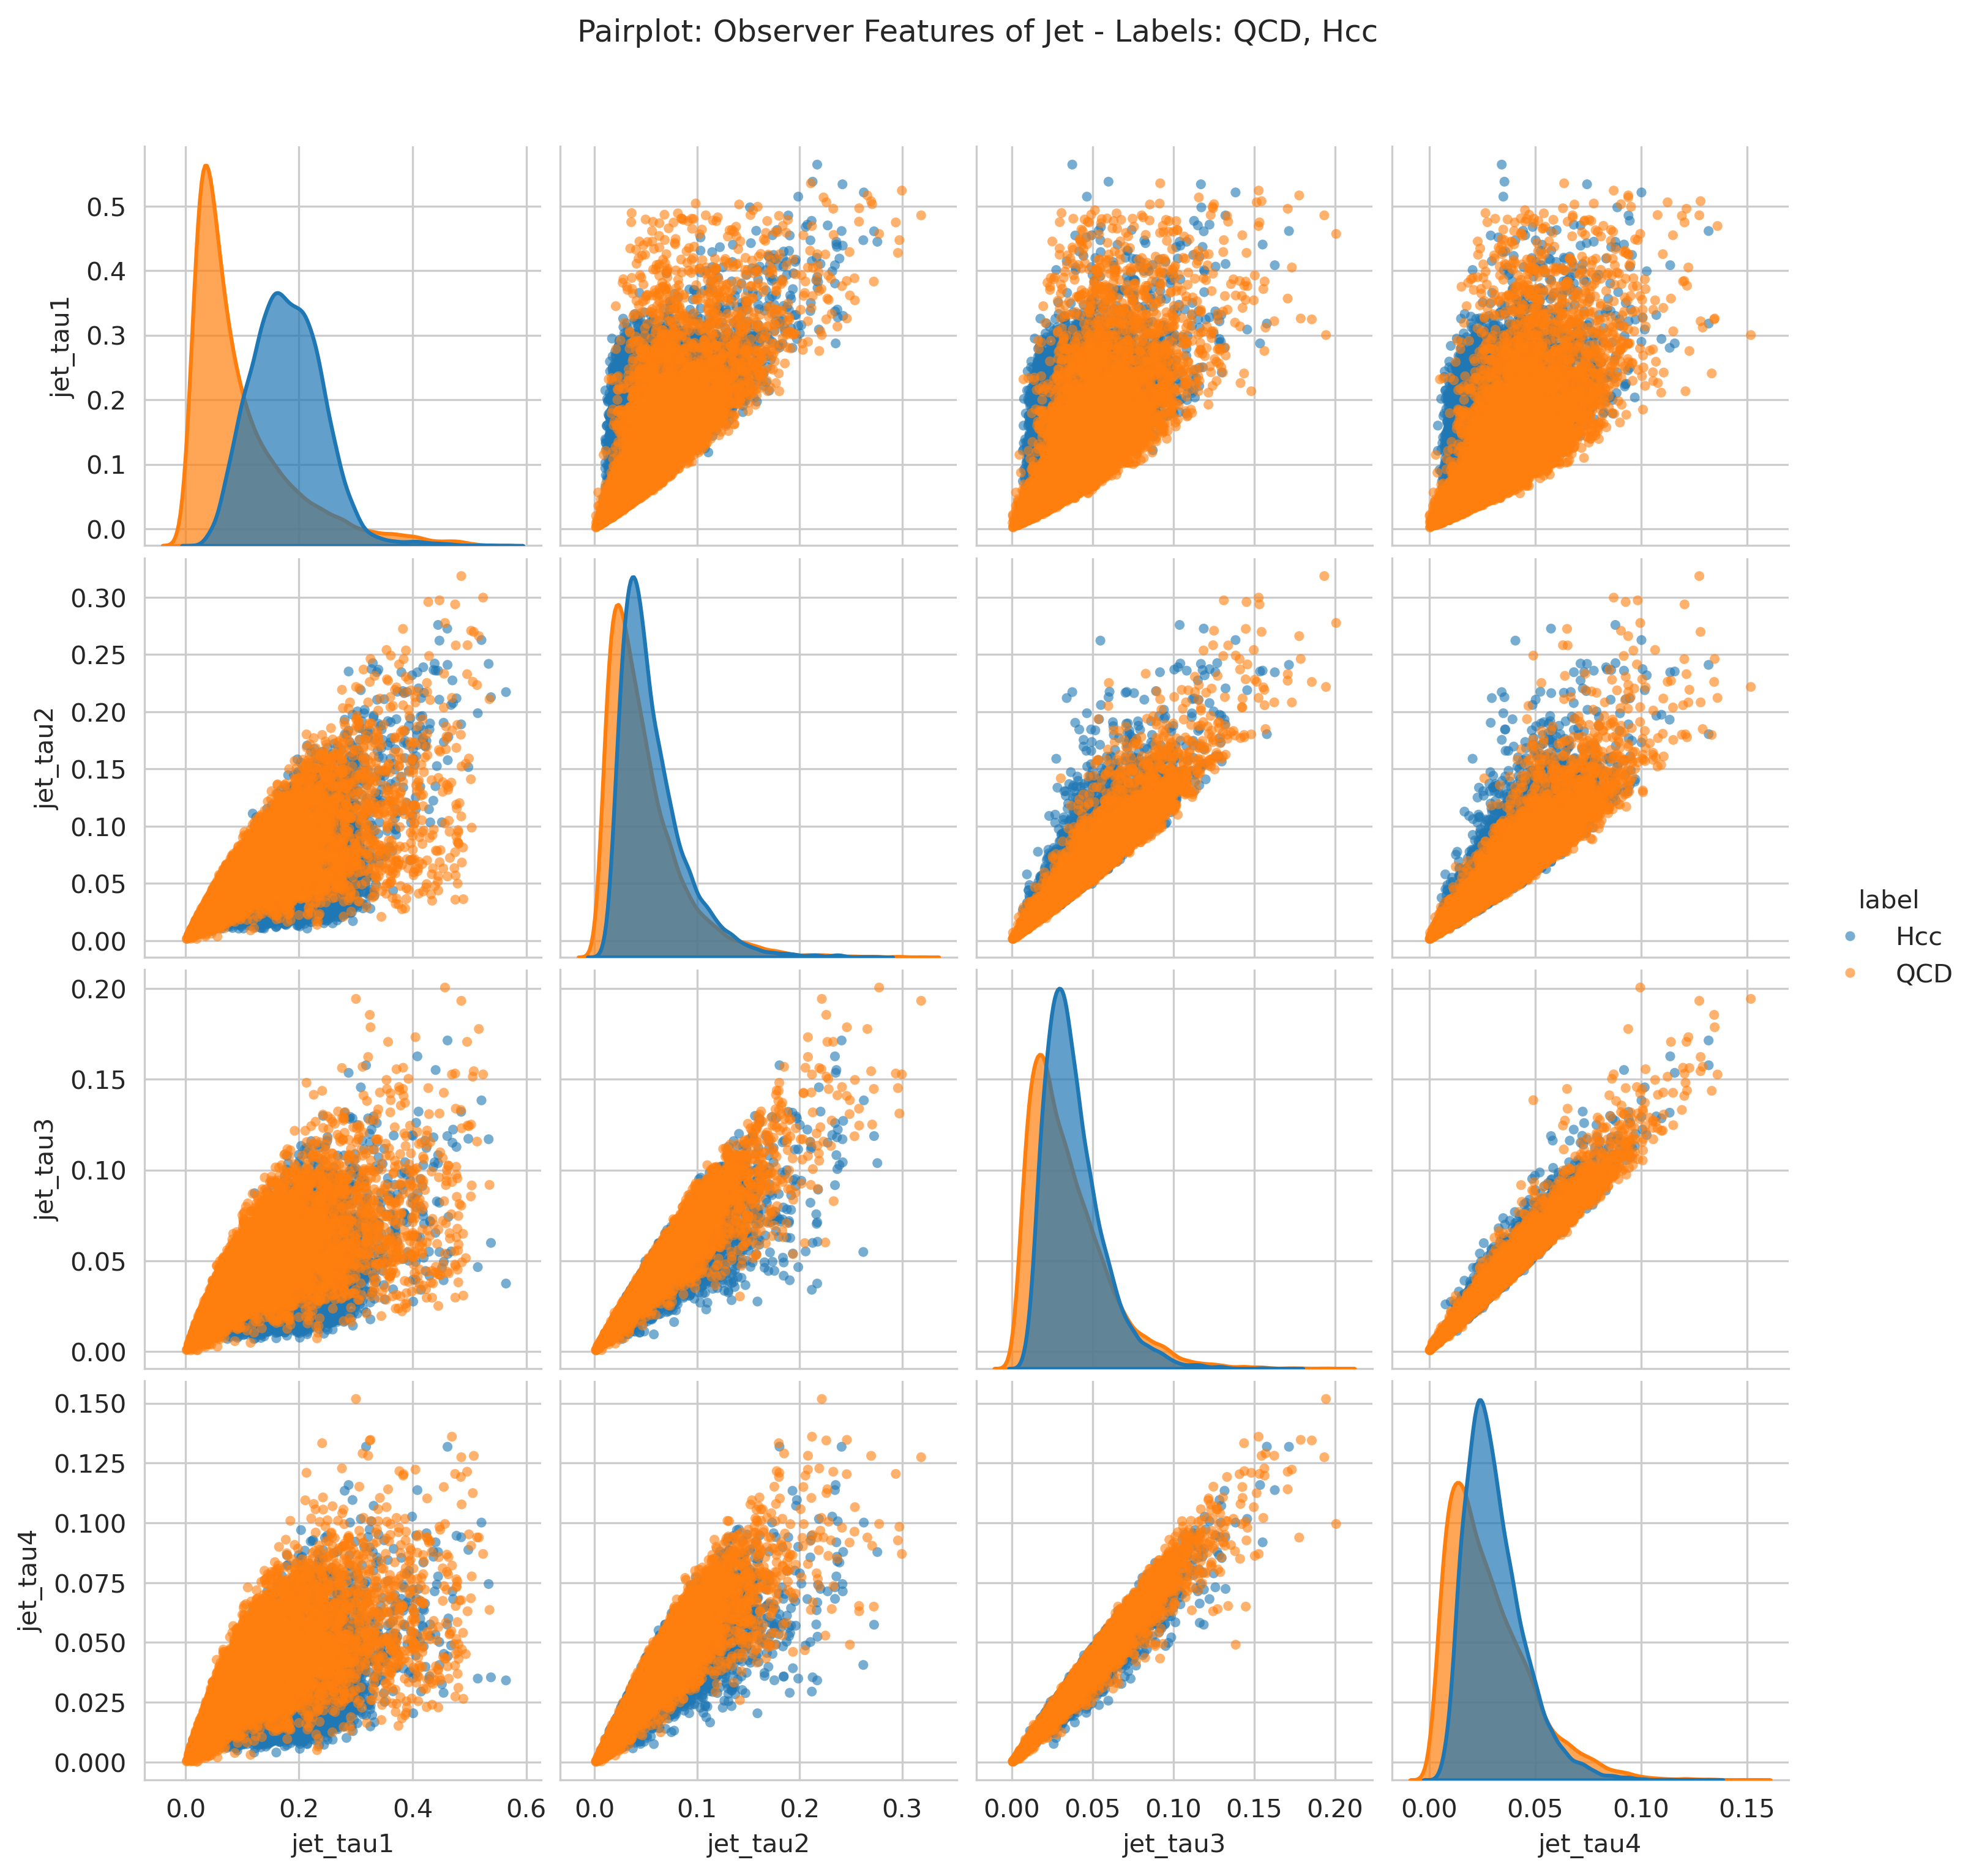 Pairplot: Observer Features of Jet - Labels: QCD, Hcc
jet_tau1
0.5
0.4
0.3
0.2
0.1
0.0
jet_tau2
0.30
0.25
0.20
0.15
0.10
0.05
0.00
label
Hcc
QCD
jet_tau3
0.20
0.15
0.10
0.05
0.00
jet_tau4
0.150
0.125
0.100
0.075
0.050
0.025
0.000
0.0 0.2 0.4 0.6
0.0 0.1 0.2 0.3
0.00 0.05 0.10 0.15 0.20
0.00 0.05 0.10 0.15
jet_tau1
jet_tau2
jet_tau3
jet_tau4